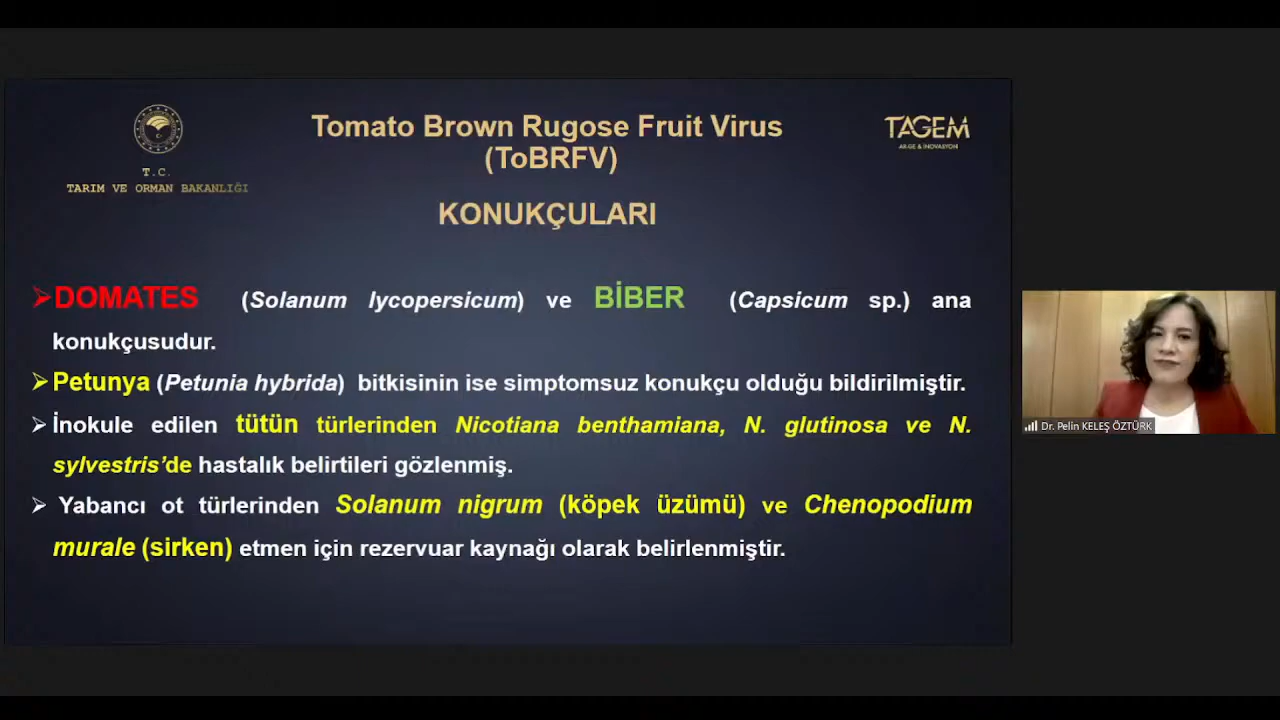 T.C.
TARIM VE ORMAN BAKANLIĞI
Tomato Brown Rugose Fruit Virus
(ToBRFV)
KONUKÇULARI
TAGEM
AR-GE & İNOVASYON
➢DOMATES (Solanum lycopersicum) ve BİBER (Capsicum sp.) ana
konukçusudur.
➢Petunya (Petunia hybrida) bitkisinin ise simptomsuz konukçu olduğu bildirilmiştir.
➢İnokule edilen tütün türlerinden Nicotiana benthamiana, N. glutinosa ve N.
sylvestris’de hastalık belirtileri gözlenmiş.
➢ Yabancı ot türlerinden Solanum nigrum (köpek üzümü) ve Chenopodium
murale (sirken) etmen için rezervuar kaynağı olarak belirlenmiştir.
Dr. Pelin KELEŞ ÖZTÜRK